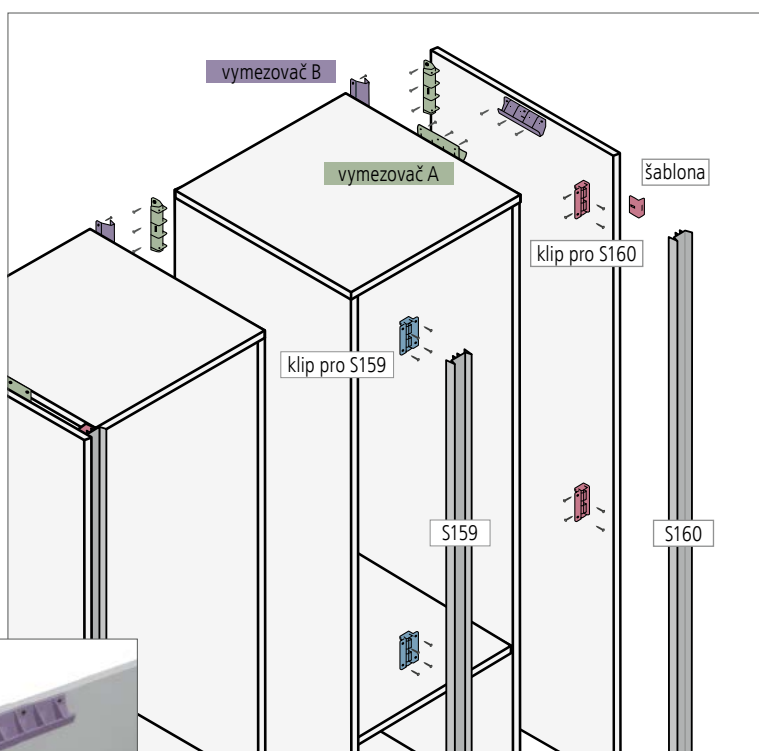 vymezovač B
vymezovač A
šablona
klip pro S160
klip pro S159
S159
S160